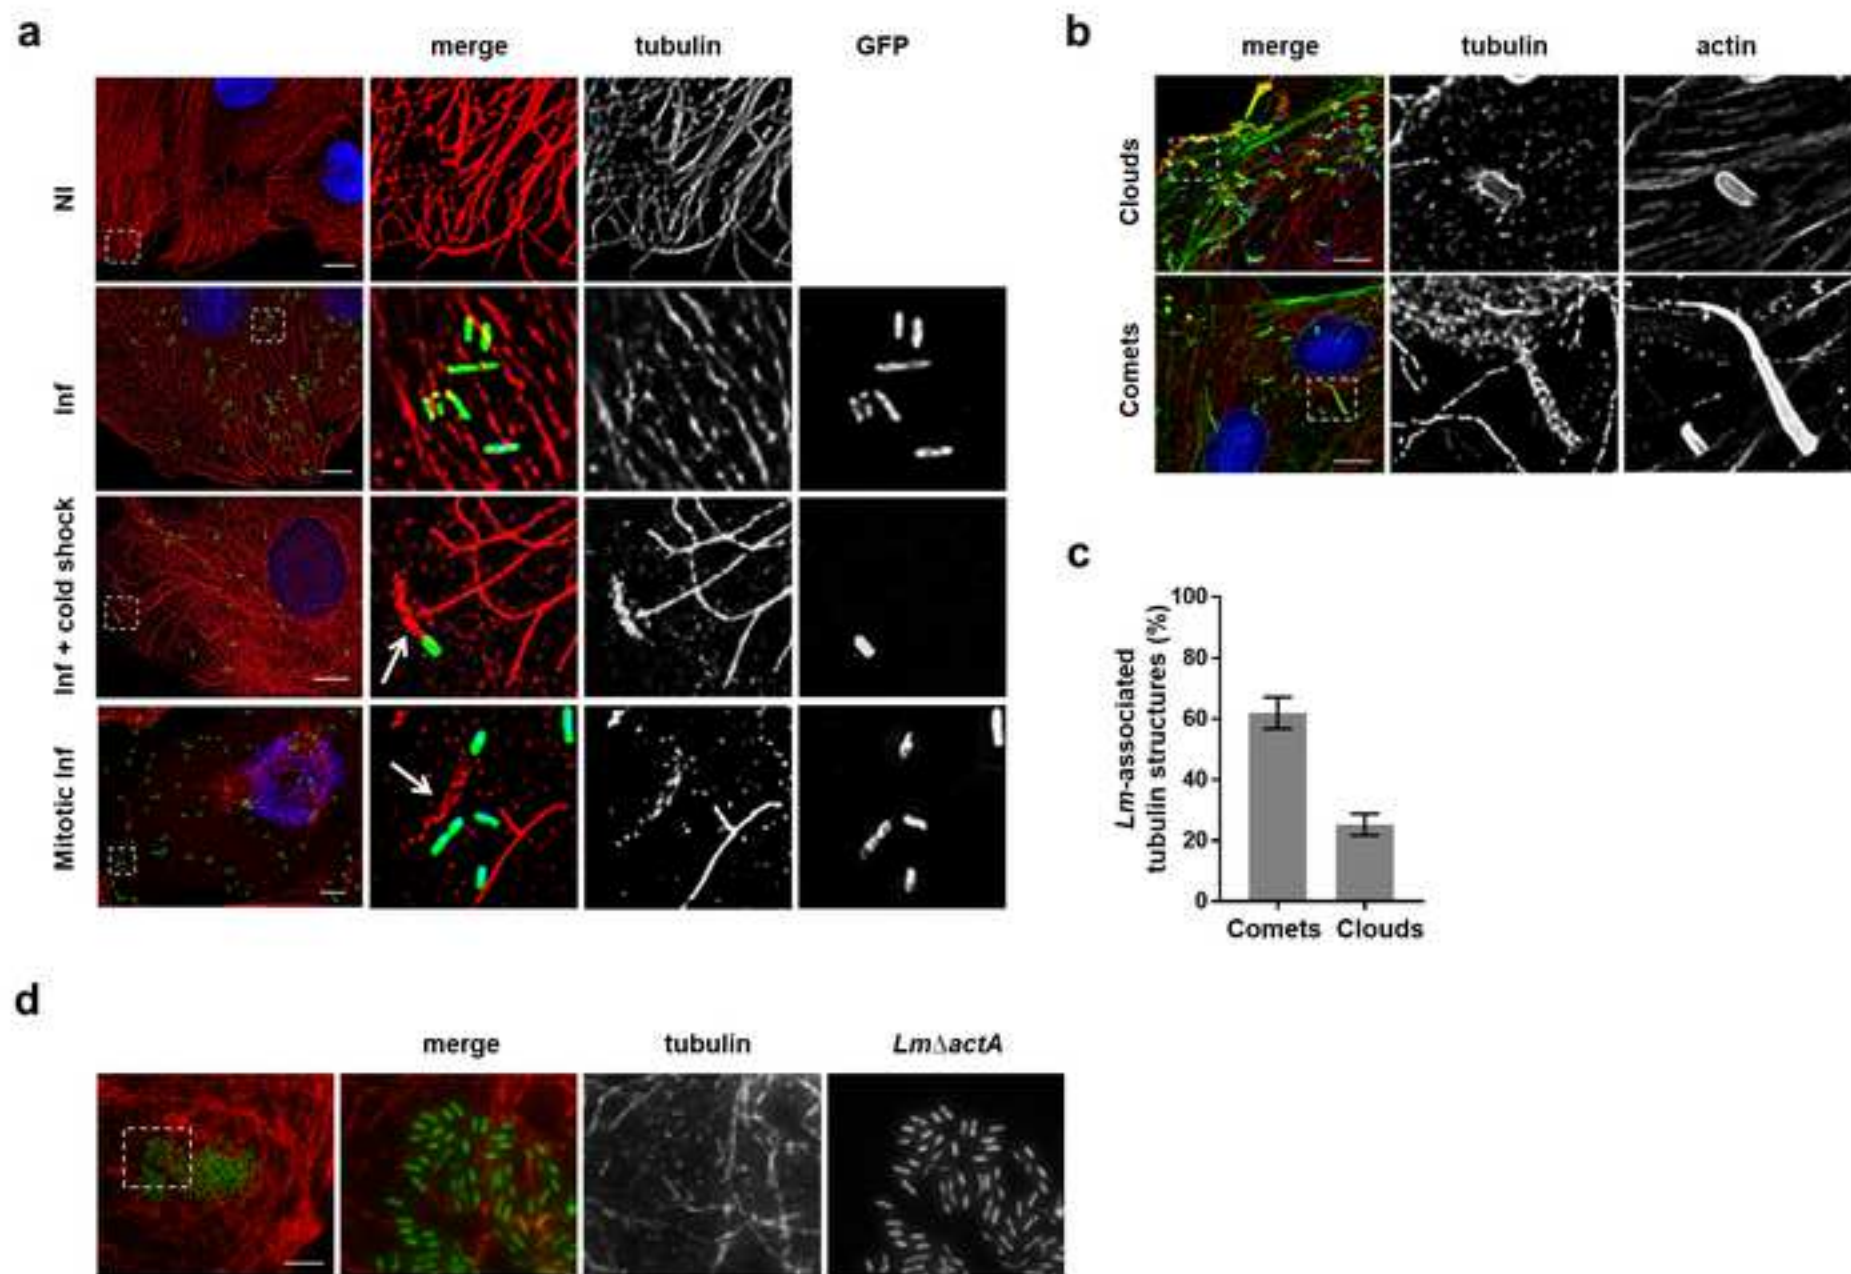 a
merge tubulin GFP
NI
Inf
Inf + cold shock
Mitotic Inf
b
merge tubulin actin
Clouds
Comets
c
Lm-associated
tubulin structures (%)
100
80
60
40
20
0
Comets Clouds
d
merge tubulin LmΔactA